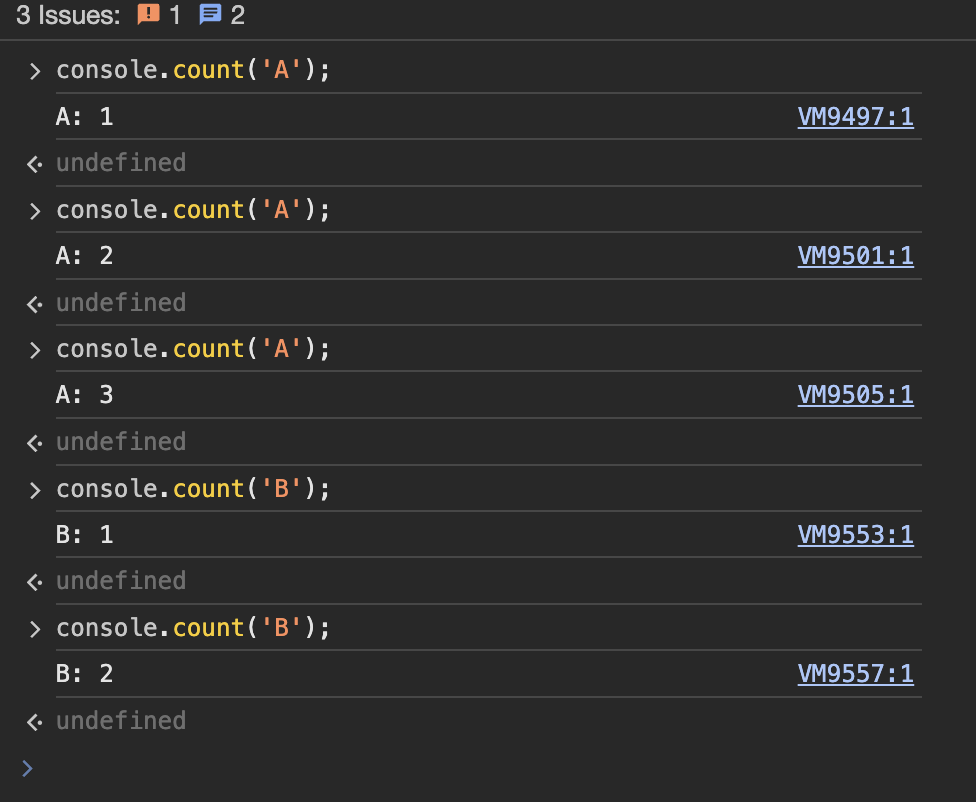 3 Issues: 1 2
> console.count('A');
A: 1 VM9497:1
<· undefined
> console.count('A');
A: 2 VM9501:1
<· undefined
> console.count('A');
A: 3 VM9505:1
<· undefined
> console.count('B');
B: 1 VM9553:1
<· undefined
> console.count('B');
B: 2 VM9557:1
<· undefined
>